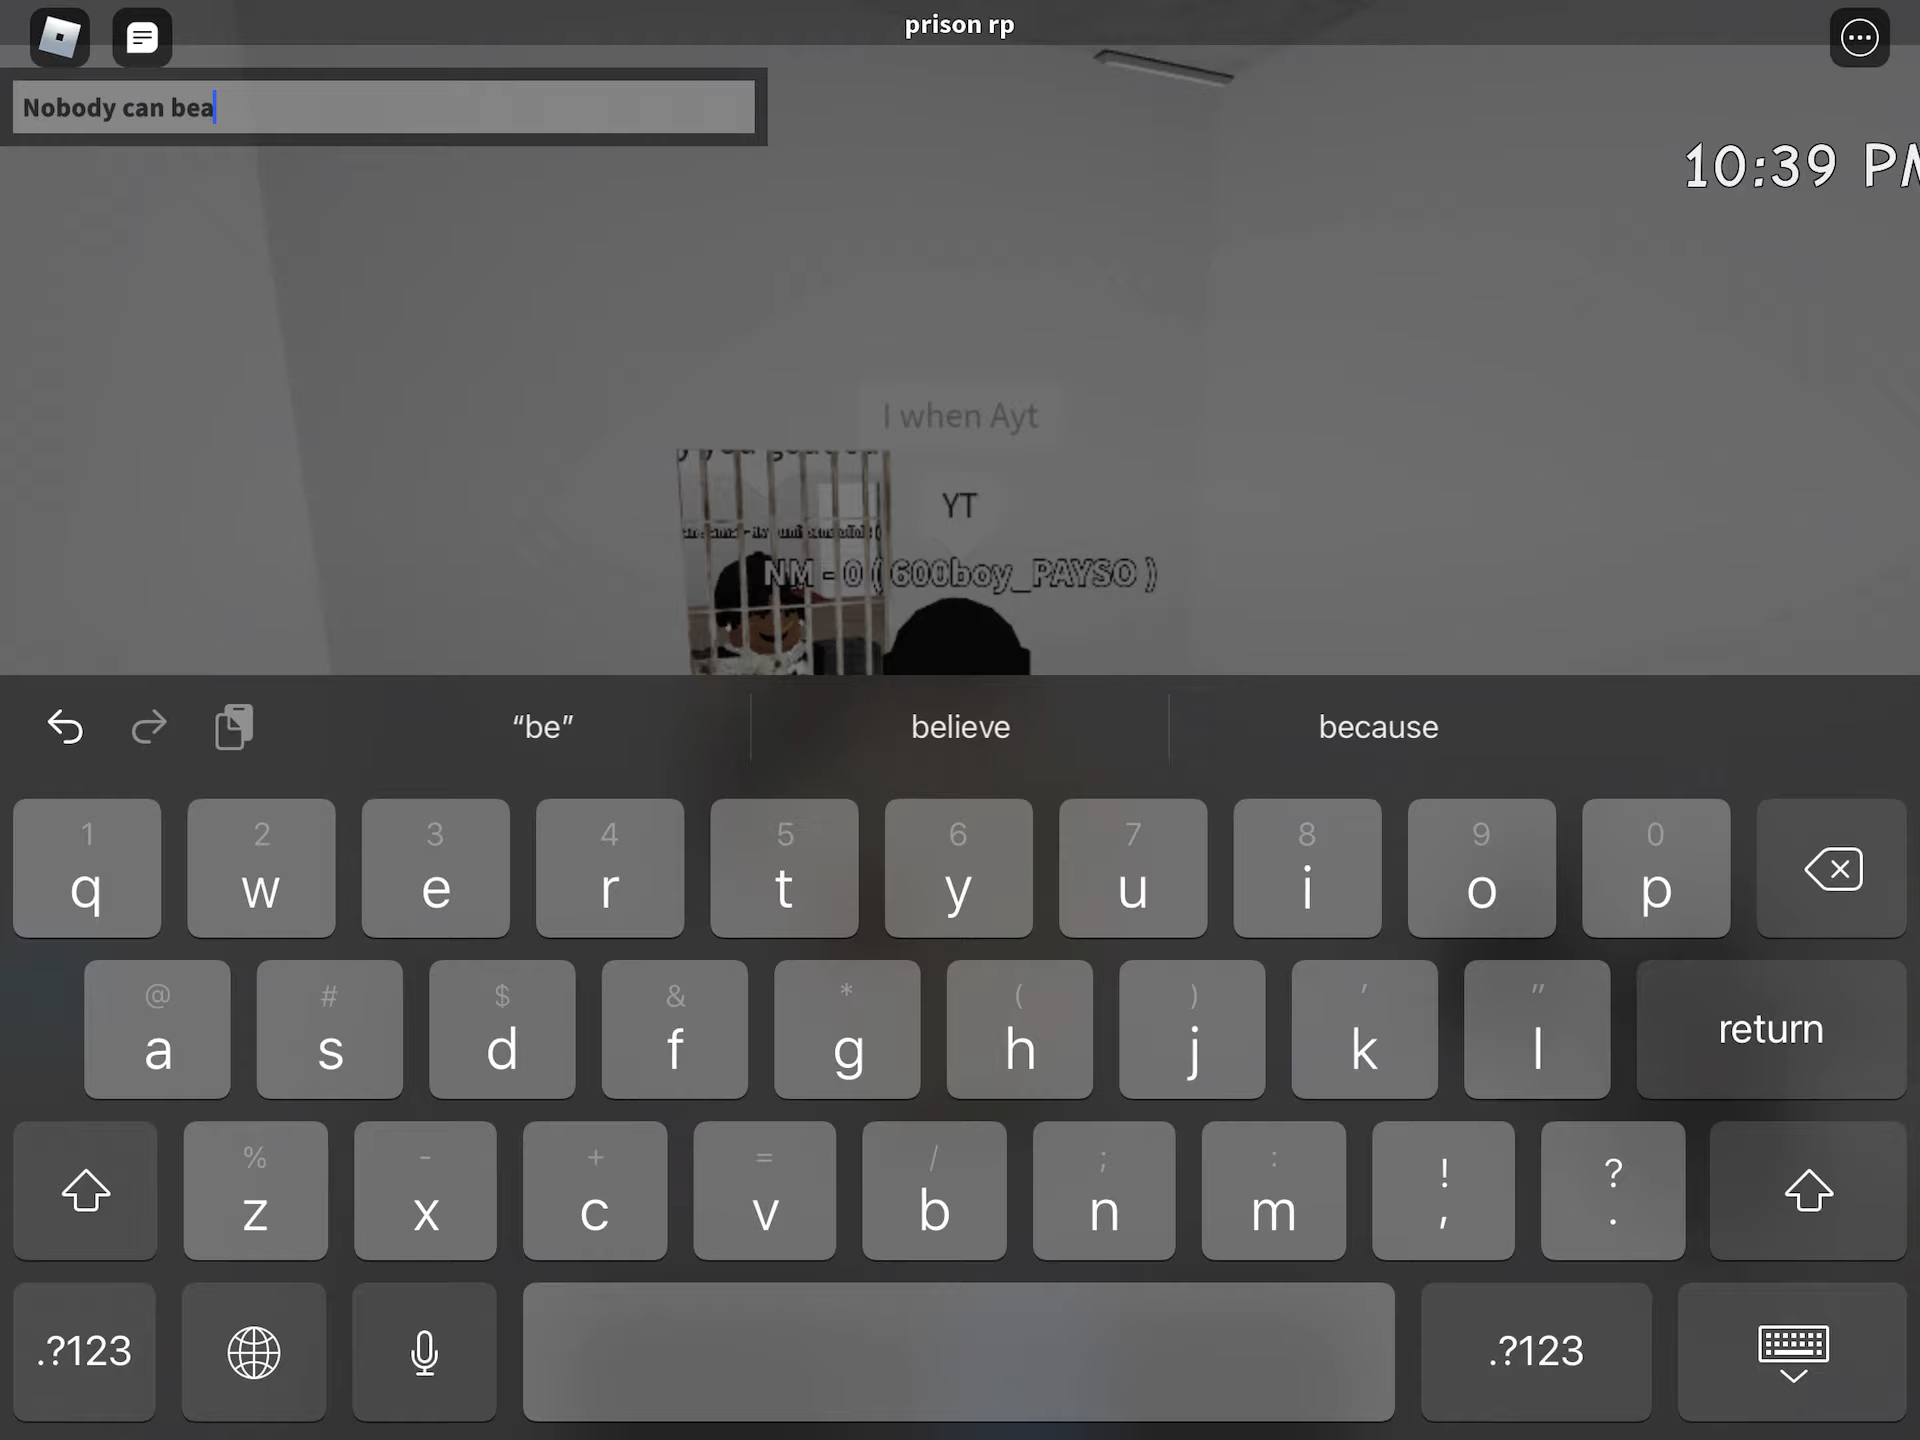 prison rp
Nobody can bea
10:39 PM
I when Ayt
YT
NM - 0 ( 600boy_PAYSO )
“be” believe because
1 2 3 4 5 6 7 8 9 0
q w e r t y u i o p
@ # $ & * ( ) ' "
a s d f g h j k l return
% - + = / ; : ! ?
z x c v b n m , .
.?123 .?123